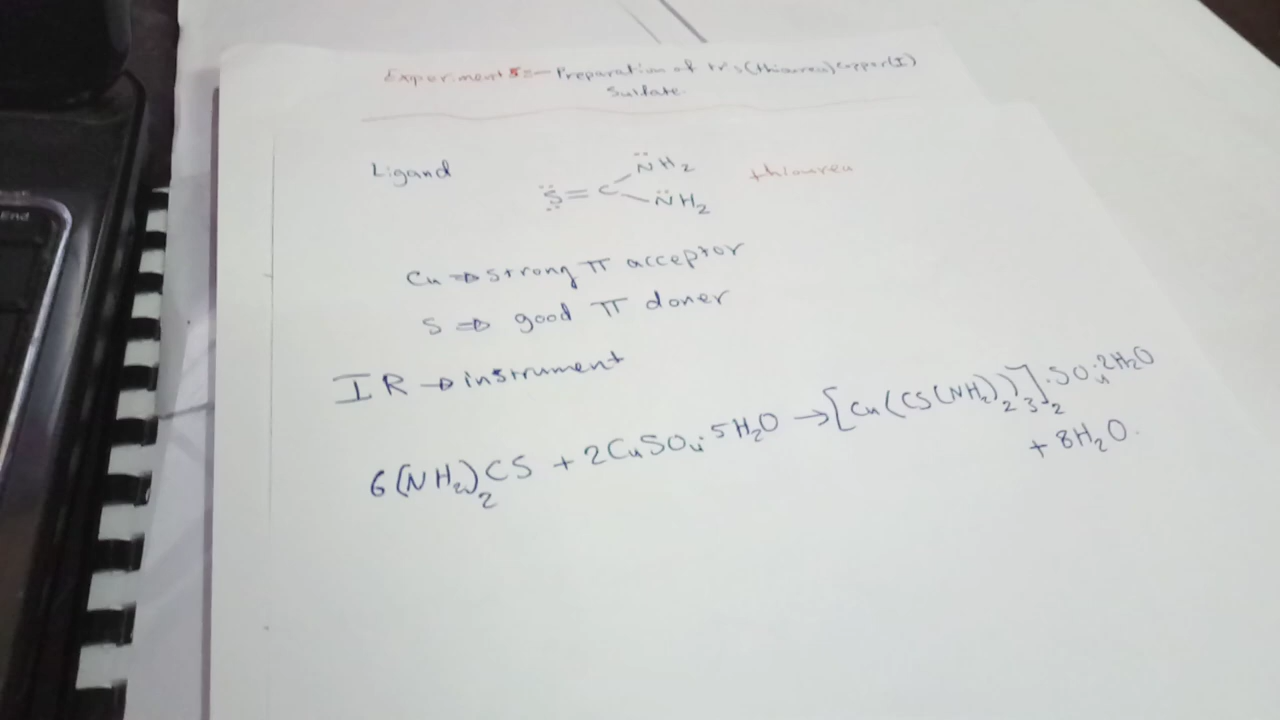 Experiment 5:- Preparation of tris(thiourea)Copper(I)
Sulfate.
Ligand
S̈=C
N̈H₂
N̈H₂
thiourea
Cu ⇒ strong π acceptor
S ⇒ good π doner
IR → instrument
6(NH₂)₂CS + 2CuSO₄·5H₂O → [Cu(CS(NH₂)₂)₃]₂·SO₄·2H₂O
+ 8H₂O.
End